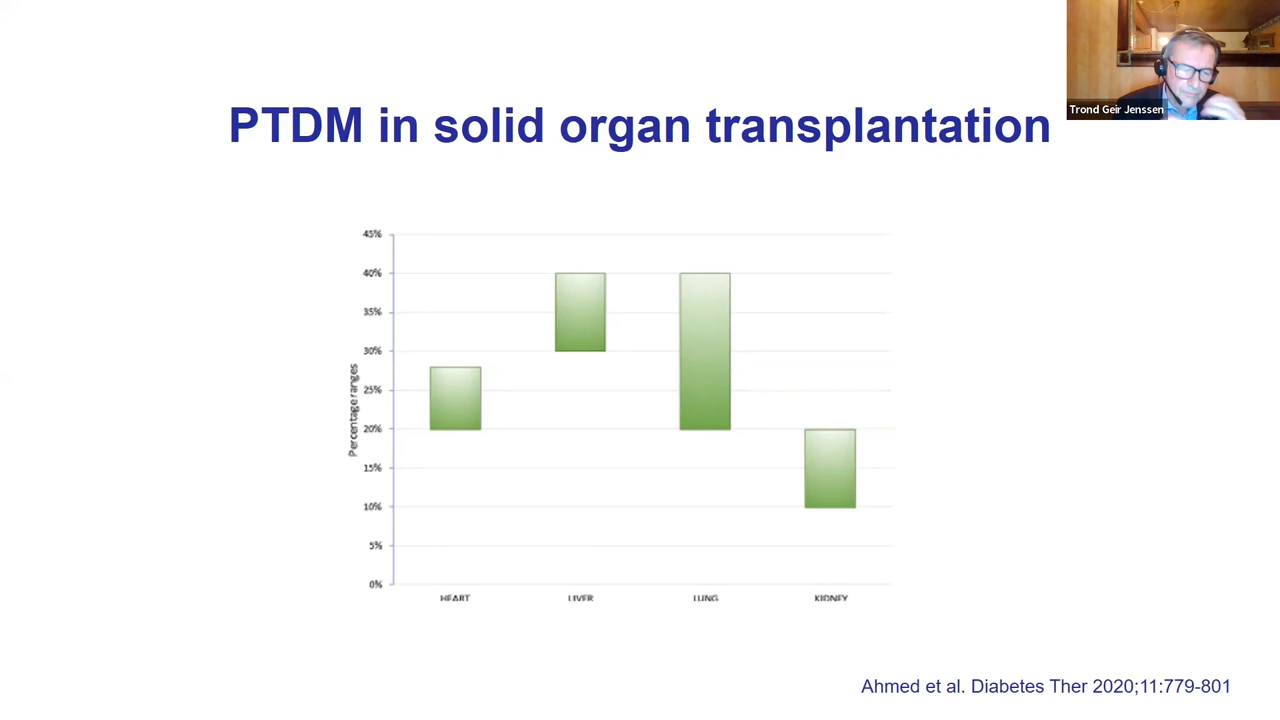 Trond Geir Jenssen
PTDM in solid organ transplantation
45%
40%
35%
30%
25%
20%
15%
10%
5%
0%
Percentage ranges
HEART
LIVER
LUNG
KIDNEY
Ahmed et al. Diabetes Ther 2020;11:779-801